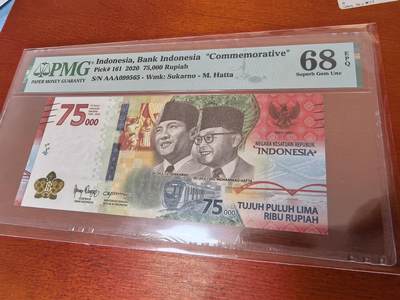 PMG
PAPER MONEY GUARANTY
Indonesia, Bank Indonesia "Commemorative"
Pick# 161 2020 75,000 Rupiah
S/N AAA099565 - Wmk: Sukarno - M. Hatta
68 EPQ
Superb Gem Unc
75 000
NEGARA KESATUAN REPUBLIK
INDONESIA
75 000
TUJUH PULUH LIMA
RIBU RUPIAH